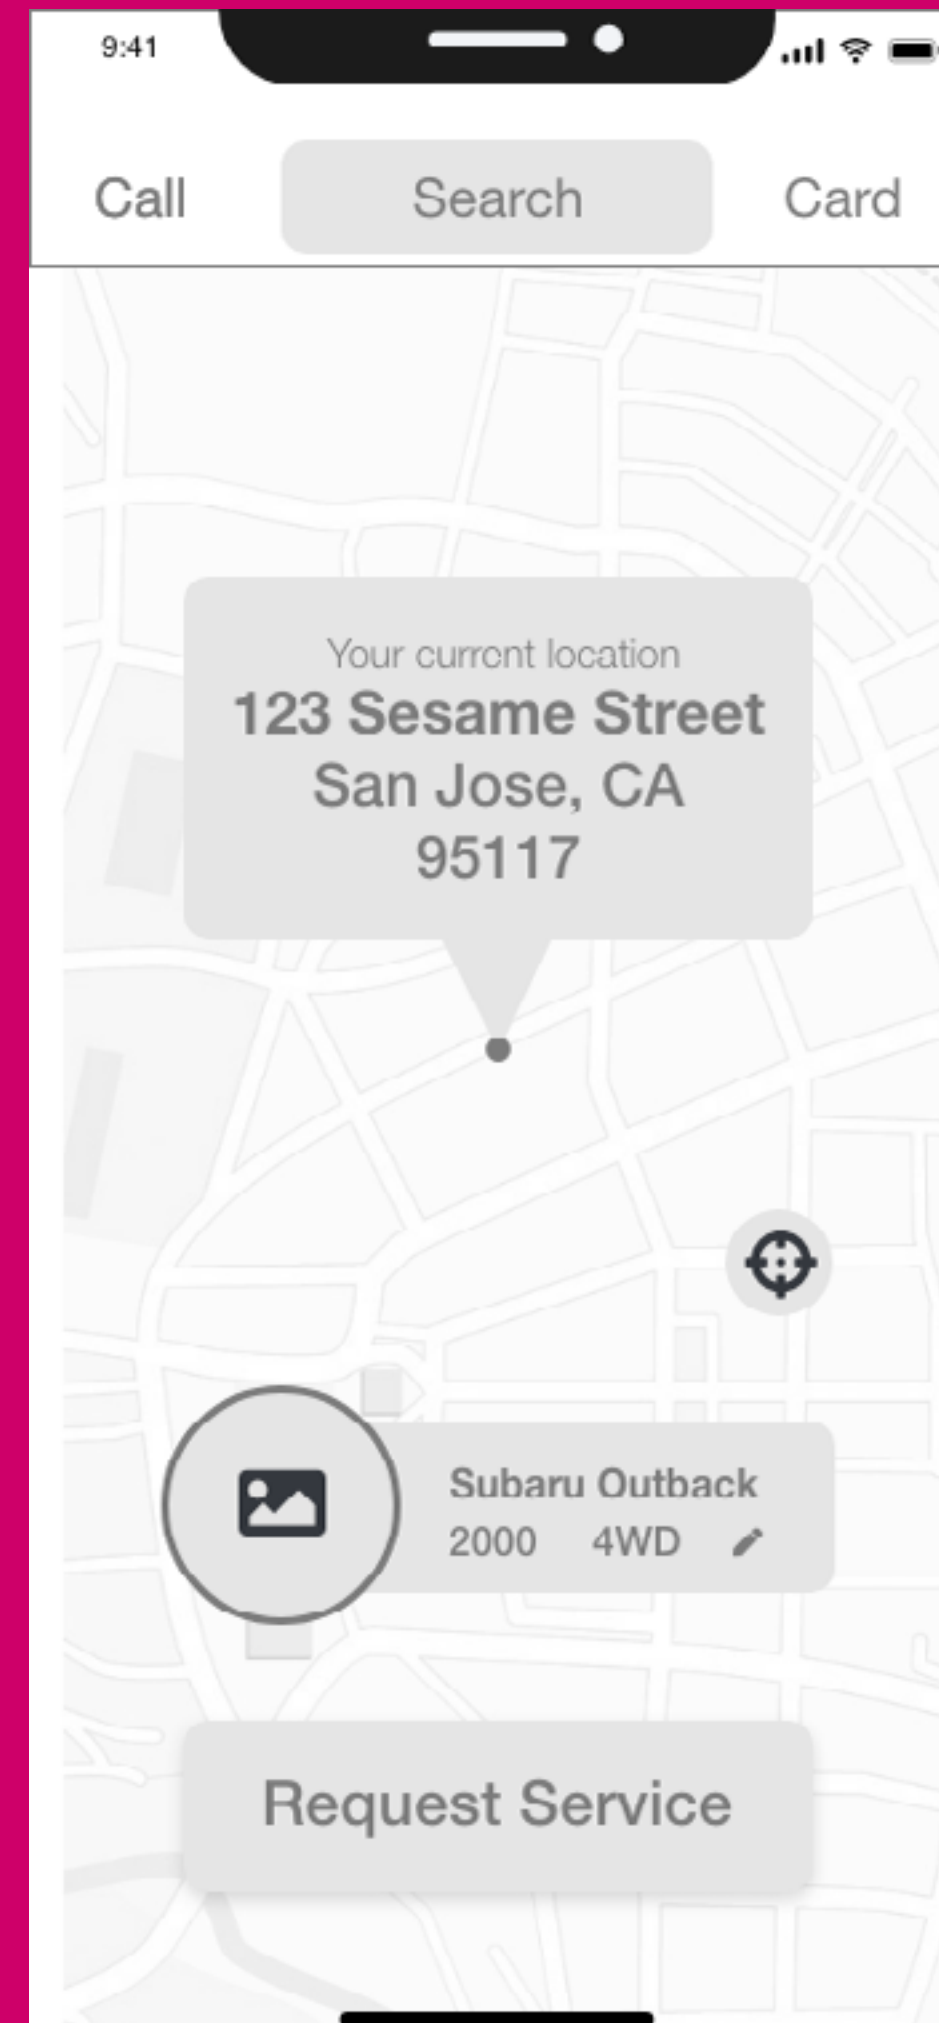 9:41
Call Search Card
Your current location
123 Sesame Street
San Jose, CA
95117
Subaru Outback
2000 4WD
Request Service